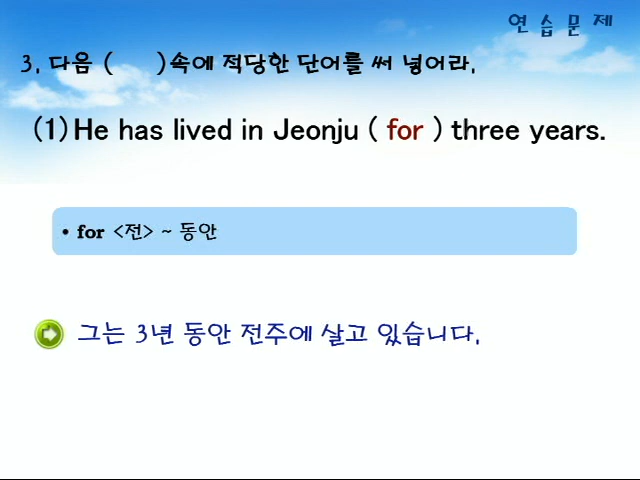 연 습 문 제
3. 다음 (     )속에 적당한 단어를 써 넣어라.
(1) He has lived in Jeonju ( for ) three years.
• for <전> ~ 동안
그는 3년 동안 전주에 살고 있습니다.